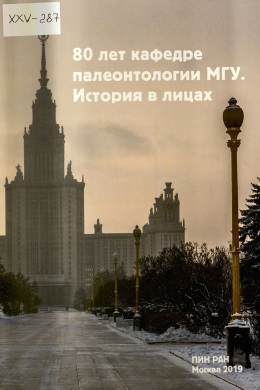 XXV-287
80 лет кафедре
палеонтологии МГУ.
История в лицах
ПИН РАН
Москва 2019